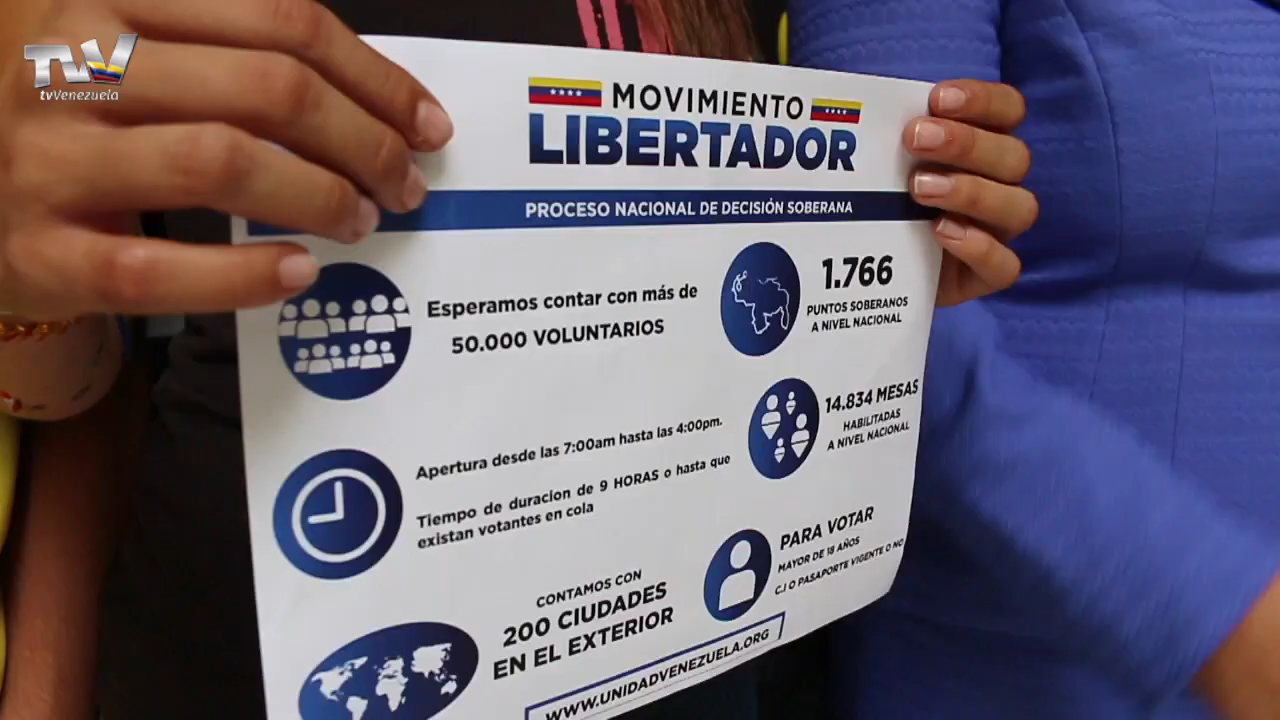 TVV
tvVenezuela
MOVIMIENTO
LIBERTADOR
PROCESO NACIONAL DE DECISIÓN SOBERANA
Esperamos contar con más de
50.000 VOLUNTARIOS
1.766
PUNTOS SOBERANOS
A NIVEL NACIONAL
14.834 MESAS
HABILITADAS
A NIVEL NACIONAL
Apertura desde las 7:00am hasta las 4:00pm.
Tiempo de duracion de 9 HORAS o hasta que
existan votantes en cola
PARA VOTAR
MAYOR DE 18 AÑOS
C.I O PASAPORTE VIGENTE O NO
CONTAMOS CON
200 CIUDADES
EN EL EXTERIOR
WWW.UNIDADVENEZUELA.ORG